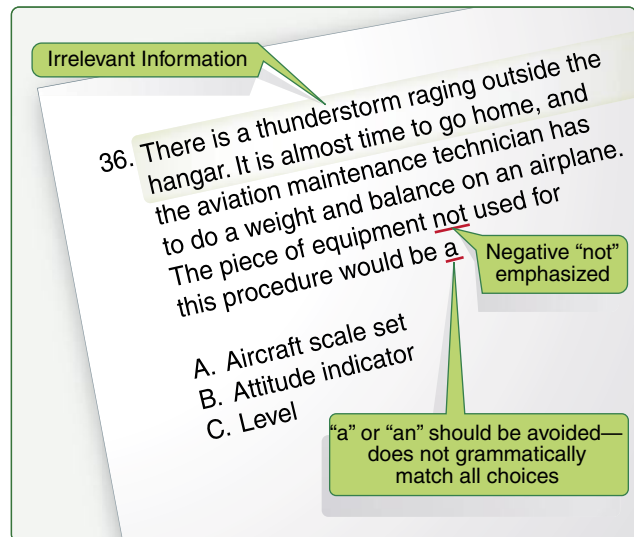 Irrelevant Information
36. There is a thunderstorm raging outside the
hangar. It is almost time to go home, and
the aviation maintenance technician has
to do a weight and balance on an airplane.
The piece of equipment not used for
this procedure would be a
Negative “not”
emphasized
A. Aircraft scale set
B. Attitude indicator
C. Level
“a” or “an” should be avoided—
does not grammatically
match all choices